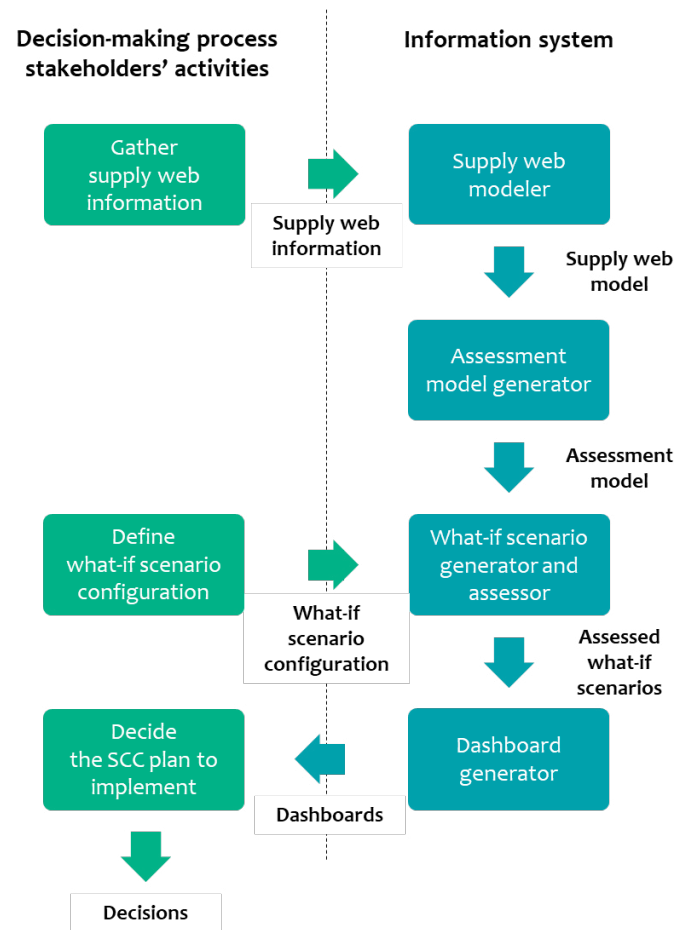 Decision-making process
stakeholders’ activities
Information system
Gather
supply web
information
Supply web
information
Supply web
modeler
Supply web
model
Assessment
model generator
Assessment
model
Define
what-if scenario
configuration
What-if
scenario
configuration
What-if scenario
generator and
assessor
Assessed
what-if
scenarios
Decide
the SCC plan to
implement
Dashboards
Dashboard
generator
Decisions